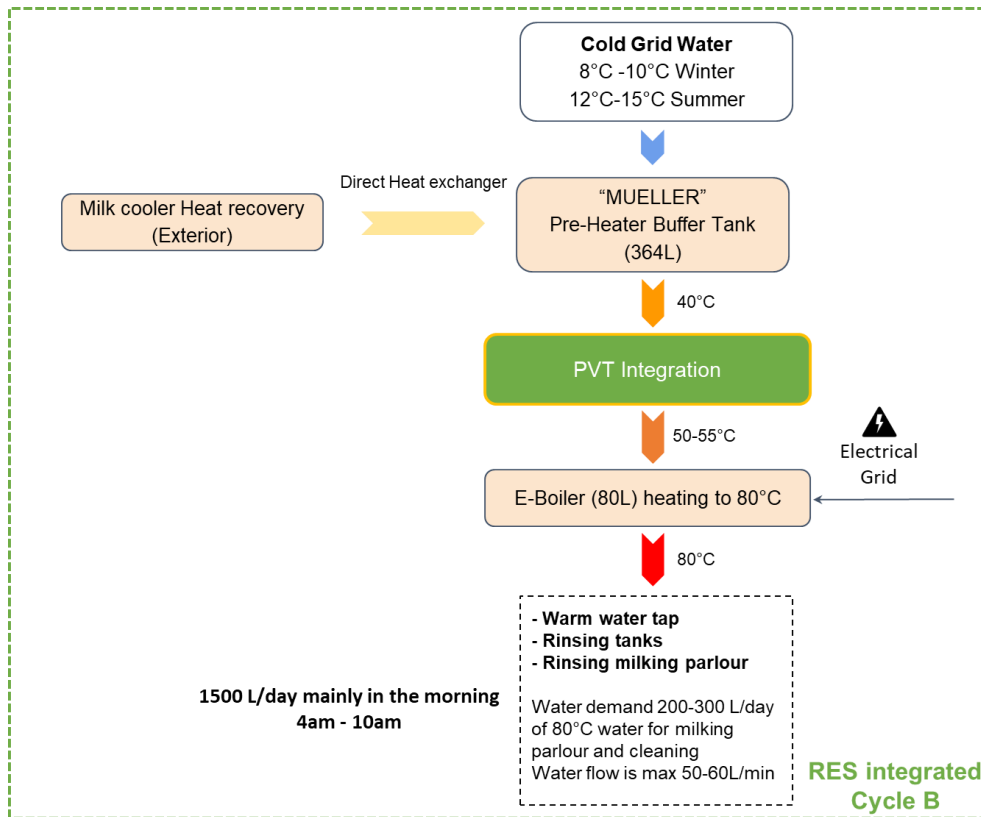 Cold Grid Water
8°C -10°C Winter
12°C-15°C Summer
Direct Heat exchanger
Milk cooler Heat recovery
(Exterior)
“MUELLER”
Pre-Heater Buffer Tank
(364L)
40°C
PVT Integration
50-55°C
Electrical
Grid
E-Boiler (80L) heating to 80°C
80°C
- Warm water tap
- Rinsing tanks
- Rinsing milking parlour
1500 L/day mainly in the morning
4am - 10am
Water demand 200-300 L/day
of 80°C water for milking
parlour and cleaning
Water flow is max 50-60L/min
RES integrated
Cycle B